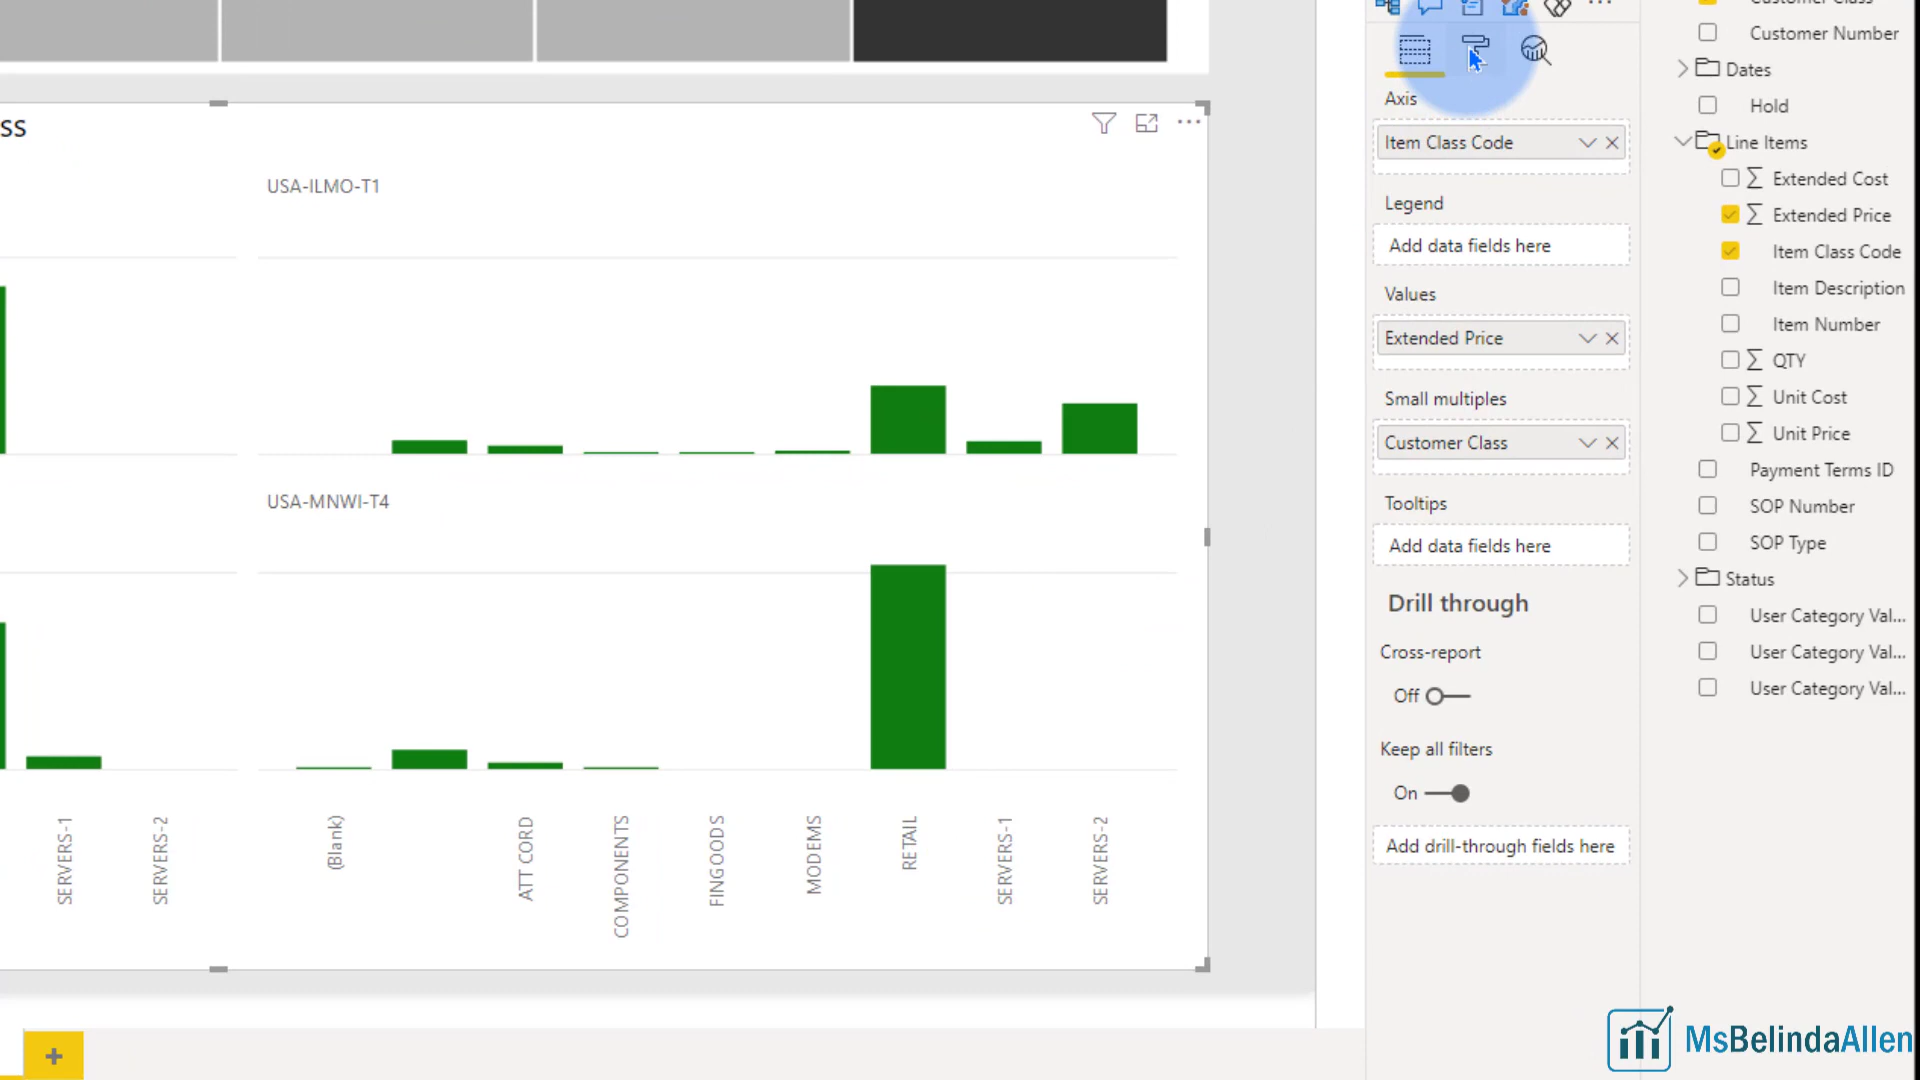 ss
USA-ILMO-T1
USA-MNWI-T4
SERVERS-1
SERVERS-2
(Blank)
ATT CORD
COMPONENTS
FINGOODS
MODEMS
RETAIL
SERVERS-1
SERVERS-2
Axis
Item Class Code
Legend
Add data fields here
Values
Extended Price
Small multiples
Customer Class
Tooltips
Add data fields here
Drill through
Cross-report
Off
Keep all filters
On
Add drill-through fields here
Customer Class
Customer Number
Dates
Hold
Line Items
Extended Cost
Extended Price
Item Class Code
Item Description
Item Number
QTY
Unit Cost
Unit Price
Payment Terms ID
SOP Number
SOP Type
Status
User Category Val...
User Category Val...
User Category Val...
MsBelindaAllen